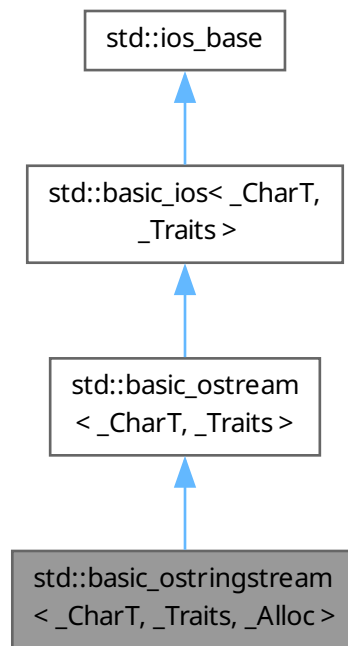 std::ios_base
std::basic_ios< _CharT,
_Traits >
std::basic_ostream
< _CharT, _Traits >
std::basic_ostringstream
< _CharT, _Traits, _Alloc >